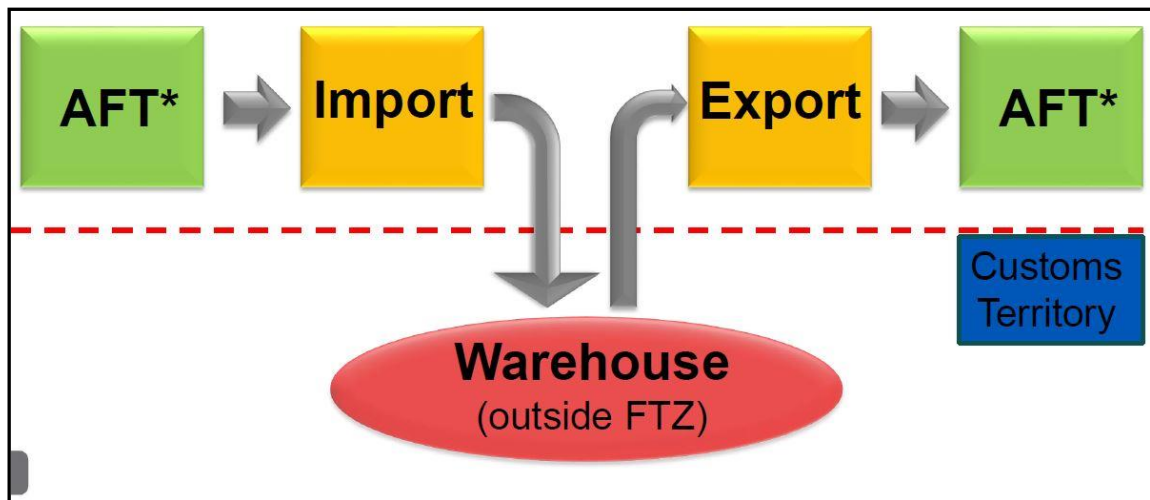 AFT*
Import
Export
AFT*
Customs
Territory
Warehouse
(outside FTZ)